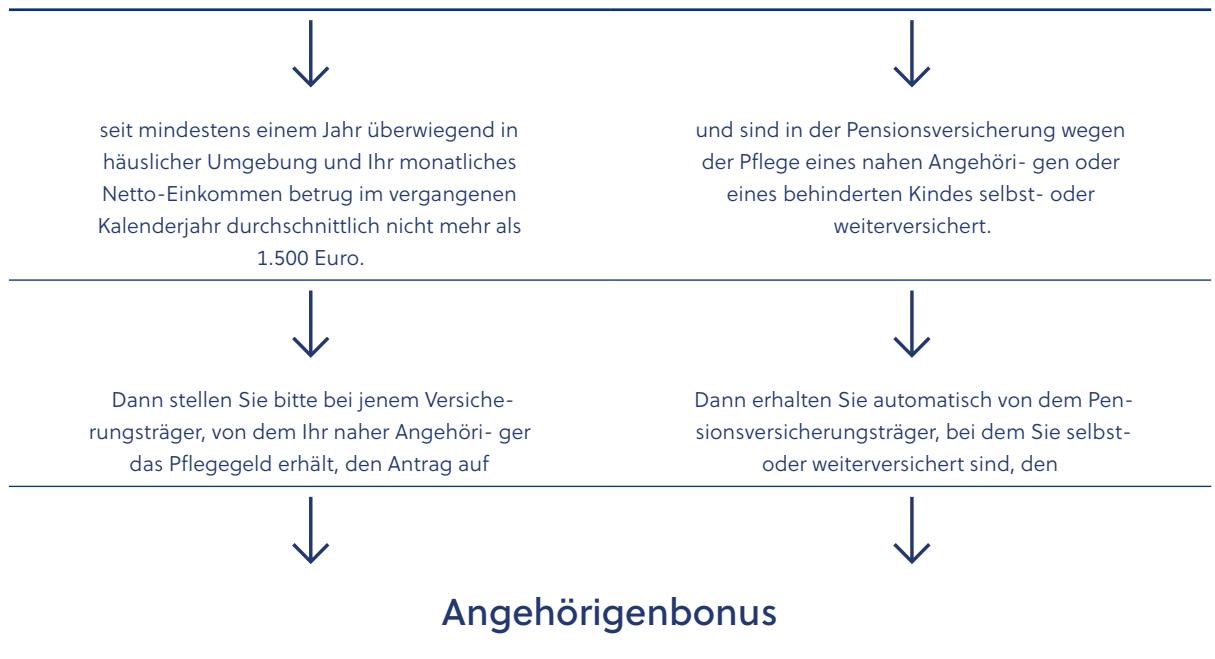 seit mindestens einem Jahr überwiegend in
häuslicher Umgebung und Ihr monatliches
Netto-Einkommen betrug im vergangenen
Kalenderjahr durchschnittlich nicht mehr als
1.500 Euro.
und sind in der Pensionsversicherung wegen
der Pflege eines nahen Angehöri- gen oder
eines behinderten Kindes selbst- oder
weiterversichert.
Dann stellen Sie bitte bei jenem Versiche-
rungsträger, von dem Ihr naher Angehöri- ger
das Pflegegeld erhält, den Antrag auf
Dann erhalten Sie automatisch von dem Pen-
sionsversicherungsträger, bei dem Sie selbst-
oder weiterversichert sind, den
Angehörigenbonus